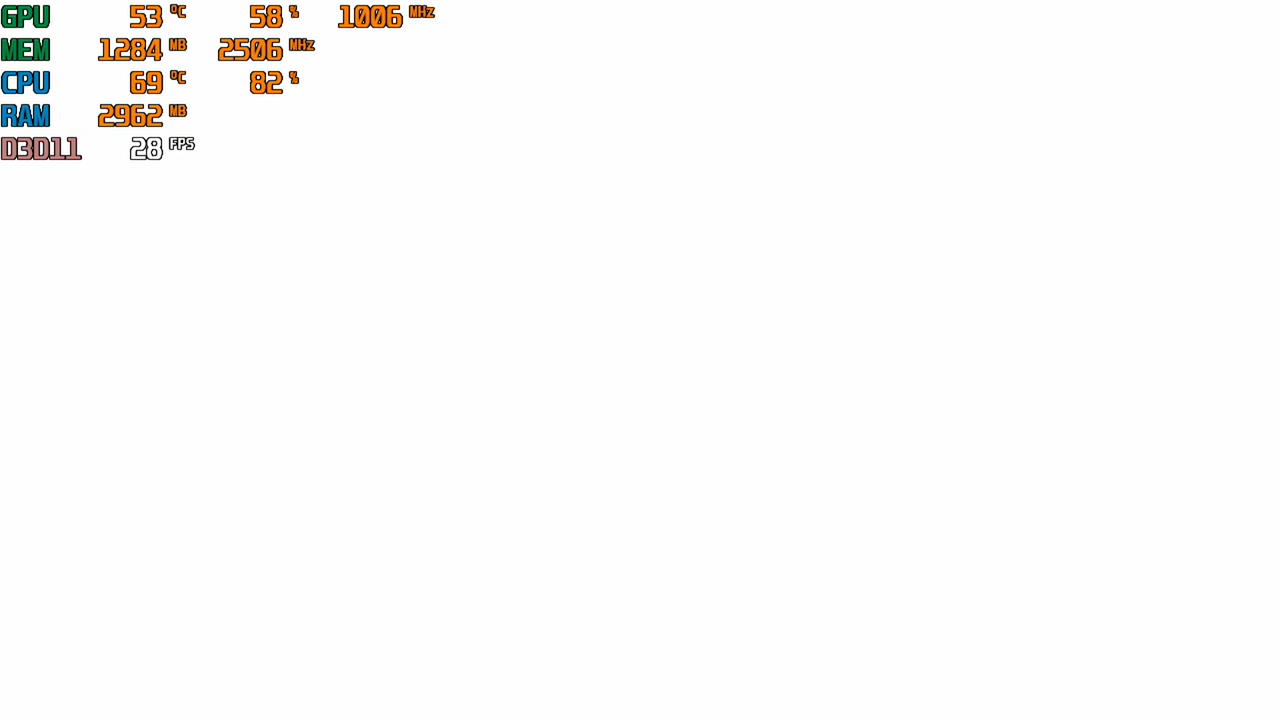 GPU 53 °C 58 % 1006 MHz
MEM 1284 MB 2506 MHz
CPU 69 °C 82 %
RAM 2962 MB
D3D11 28 FPS